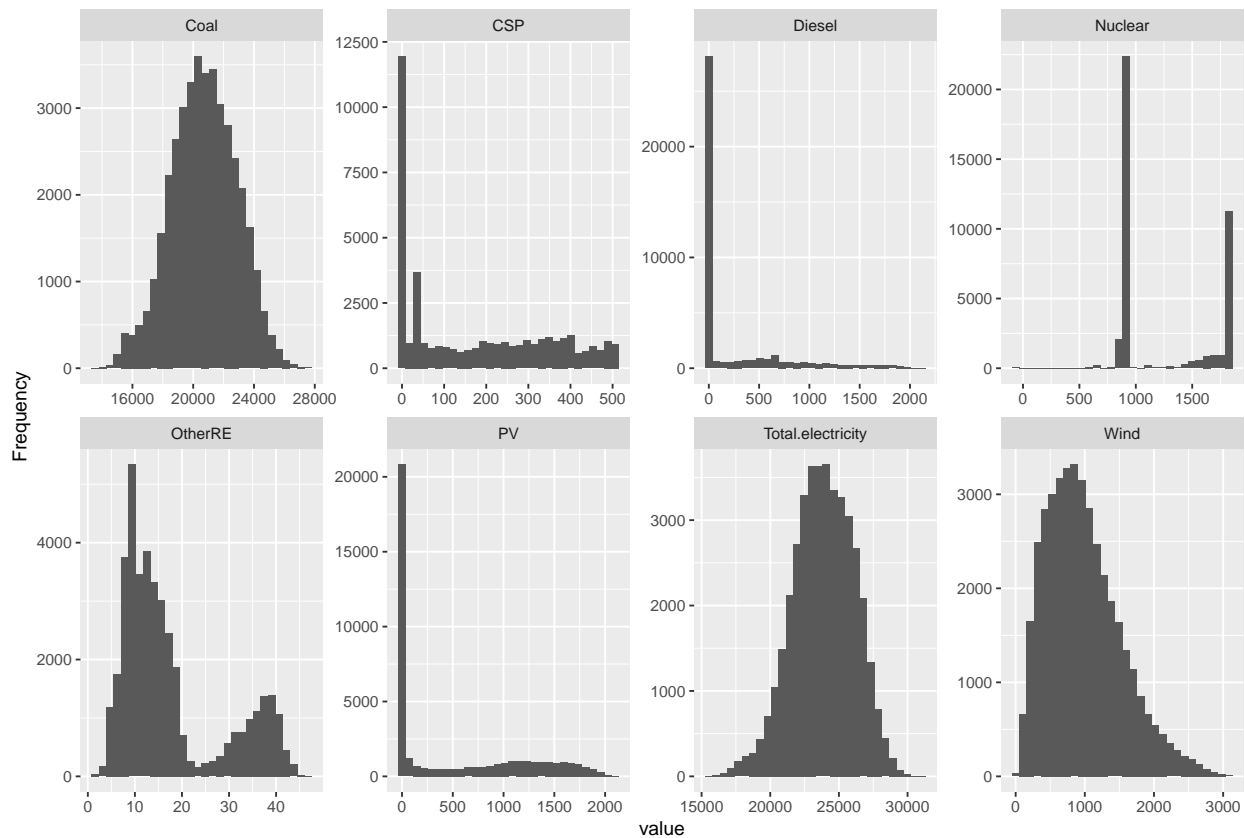 Coal CSP Diesel Nuclear
3000
2000
1000
0
16000 20000 24000 28000
12500
10000
7500
5000
2500
0
0 100 200 300 400 500
20000
10000
0
0 500 1000 1500 2000
20000
15000
10000
5000
0
0 500 1000 1500
Frequency
OtherRE PV Total.electricity Wind
4000
2000
0
0 10 20 30 40
20000
15000
10000
5000
0
0 500 1000 1500 2000
3000
2000
1000
0
15000 20000 25000 30000
3000
2000
1000
0
0 1000 2000 3000
value